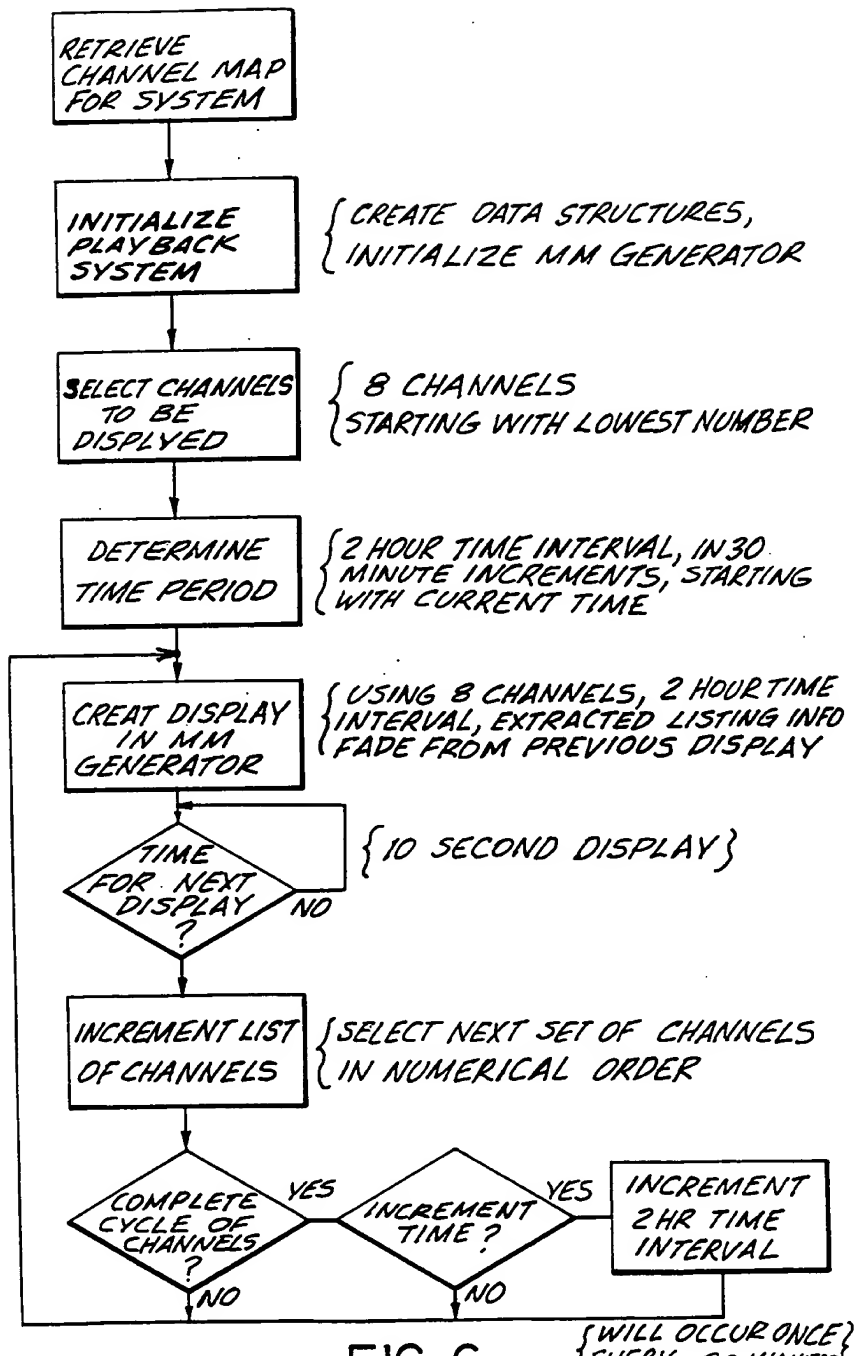 RETRIEVE
CHANNEL MAP
FOR SYSTEM
INITIALIZE
PLAYBACK
SYSTEM
{CREATE DATA STRUCTURES,
INITIALIZE MM GENERATOR
SELECT CHANNELS
TO BE
DISPLYED
{8 CHANNELS
STARTING WITH LOWEST NUMBER
DETERMINE
TIME PERIOD
{2 HOUR TIME INTERVAL, IN 30
MINUTE INCREMENTS, STARTING
WITH CURRENT TIME
CREAT DISPLAY
IN MM
GENERATOR
{USING 8 CHANNELS, 2 HOUR TIME
INTERVAL, EXTRACTED LISTING INFO
FADE FROM PREVIOUS DISPLAY
TIME
FOR NEXT
DISPLAY
?
NO
{10 SECOND DISPLAY}
INCREMENT LIST
OF CHANNELS
{SELECT NEXT SET OF CHANNELS
IN NUMERICAL ORDER
COMPLETE
CYCLE OF
CHANNELS
?
YES
NO
INCREMENT
TIME?
YES
NO
INCREMENT
2HR TIME
INTERVAL
{WILL OCCUR ONCE}